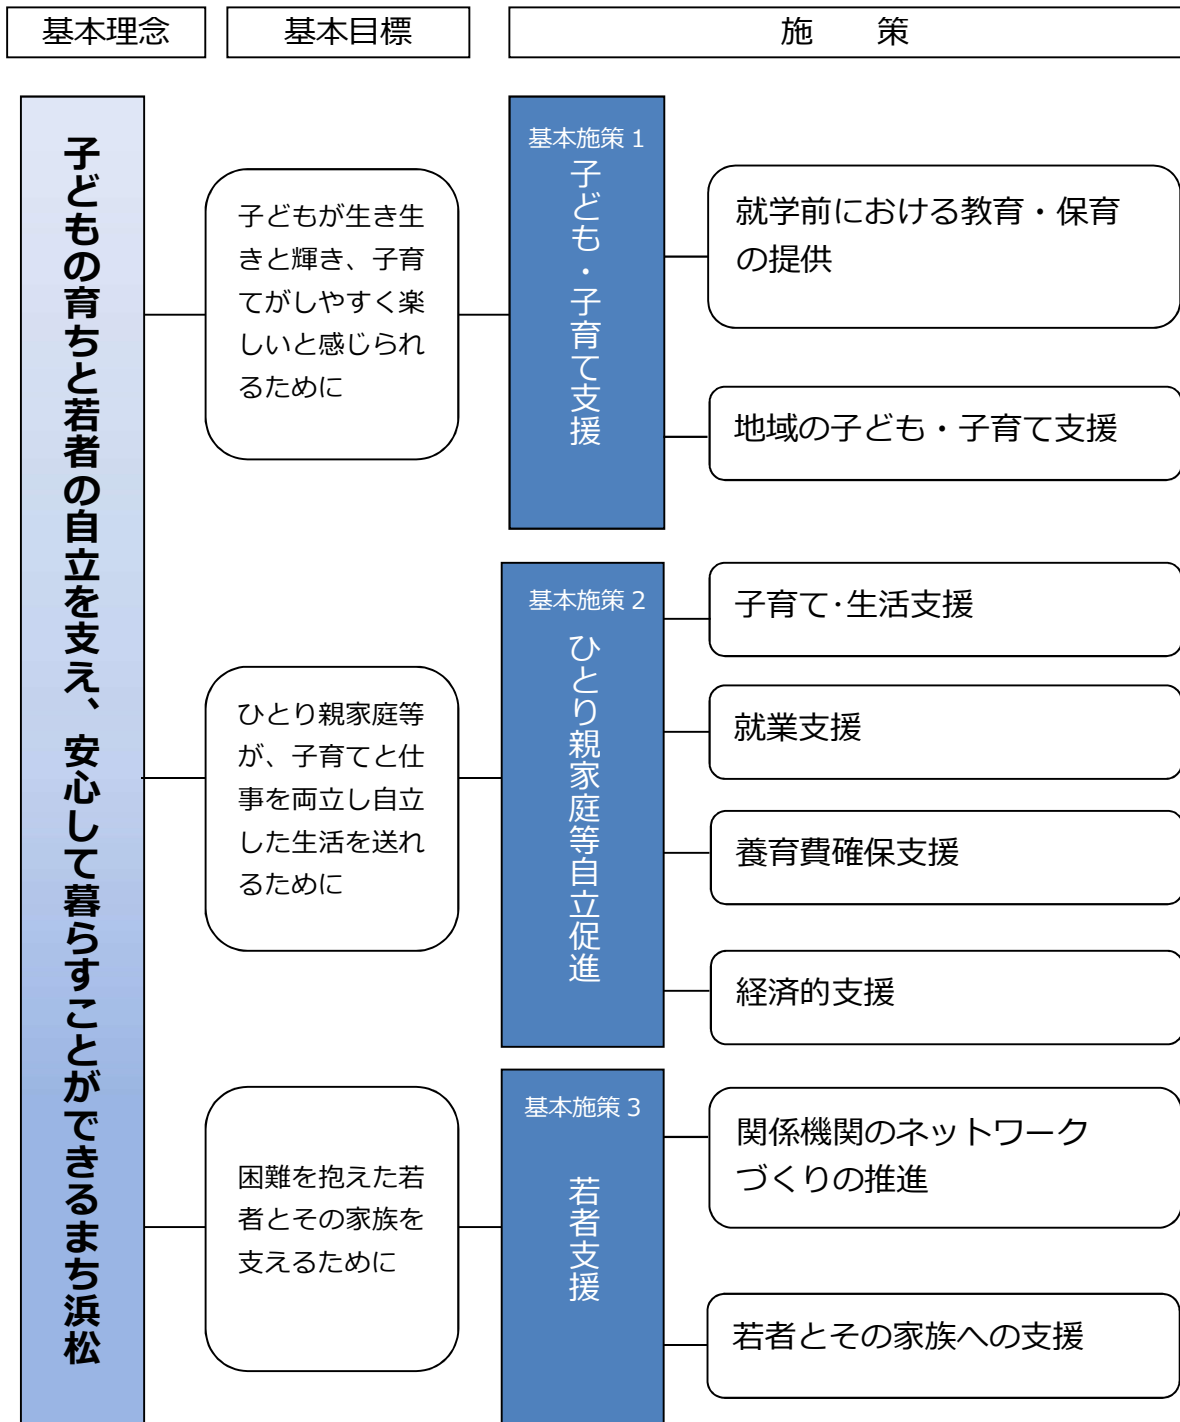 基本理念
基本目標
施　　策
子どもの育ちと若者の自立を支え、安心して暮らすことができるまち浜松
子どもが生き生
きと輝き、子育
てがしやすく楽
しいと感じられ
るために
基本施策 1
子ども・子育て支援
就学前における教育・保育
の提供
地域の子ども・子育て支援
ひとり親家庭等
が、子育てと仕
事を両立し自立
した生活を送れ
るために
基本施策 2
ひとり親家庭等自立促進
子育て･生活支援
就業支援
養育費確保支援
経済的支援
困難を抱えた若
者とその家族を
支えるために
基本施策 3
若者支援
関係機関のネットワーク
づくりの推進
若者とその家族への支援